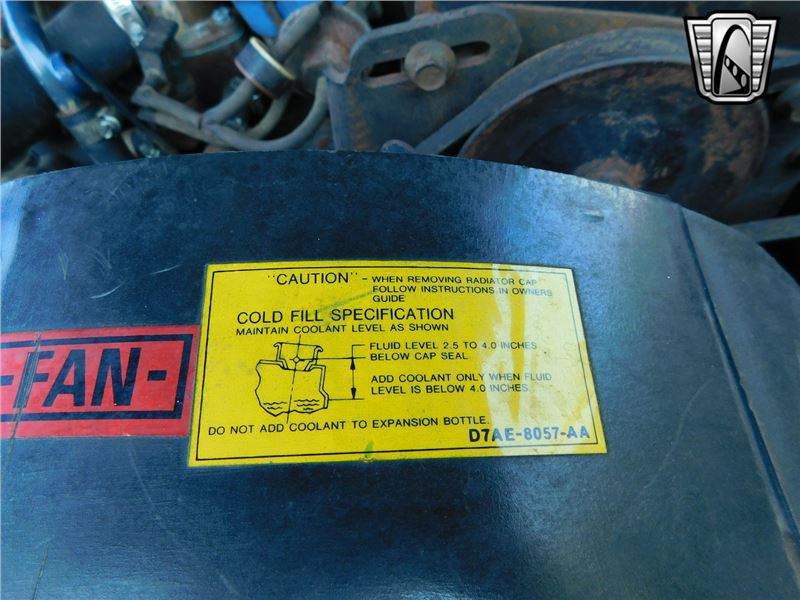 "CAUTION" - WHEN REMOVING RADIATOR CAP
FOLLOW INSTRUCTIONS IN OWNERS
GUIDE
COLD FILL SPECIFICATION
MAINTAIN COOLANT LEVEL AS SHOWN
FLUID LEVEL 2.5 TO 4.0 INCHES
BELOW CAP SEAL
ADD COOLANT ONLY WHEN FLUID
LEVEL IS BELOW 4.0 INCHES.
DO NOT ADD COOLANT TO EXPANSION BOTTLE.
D7AE-8057-AA
-FAN-